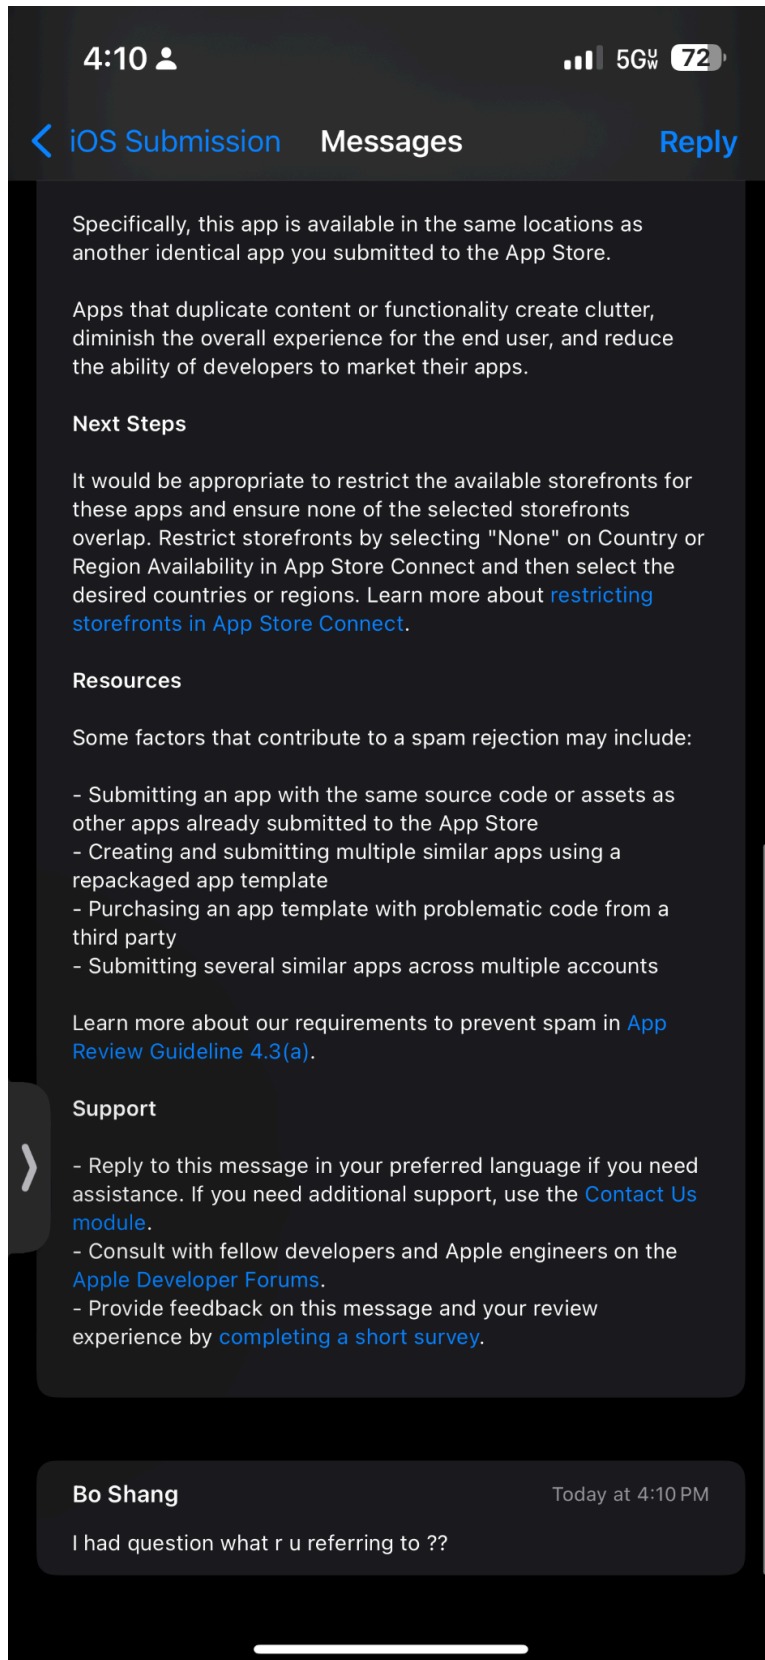 4:10
5G UW 72
iOS Submission Messages Reply
Specifically, this app is available in the same locations as
another identical app you submitted to the App Store.
Apps that duplicate content or functionality create clutter,
diminish the overall experience for the end user, and reduce
the ability of developers to market their apps.
Next Steps
It would be appropriate to restrict the available storefronts for
these apps and ensure none of the selected storefronts
overlap. Restrict storefronts by selecting "None" on Country or
Region Availability in App Store Connect and then select the
desired countries or regions. Learn more about restricting
storefronts in App Store Connect.
Resources
Some factors that contribute to a spam rejection may include:
- Submitting an app with the same source code or assets as
other apps already submitted to the App Store
- Creating and submitting multiple similar apps using a
repackaged app template
- Purchasing an app template with problematic code from a
third party
- Submitting several similar apps across multiple accounts
Learn more about our requirements to prevent spam in App
Review Guideline 4.3(a).
Support
- Reply to this message in your preferred language if you need
assistance. If you need additional support, use the Contact Us
module.
- Consult with fellow developers and Apple engineers on the
Apple Developer Forums.
- Provide feedback on this message and your review
experience by completing a short survey.
Bo Shang Today at 4:10 PM
I had question what r u referring to ??